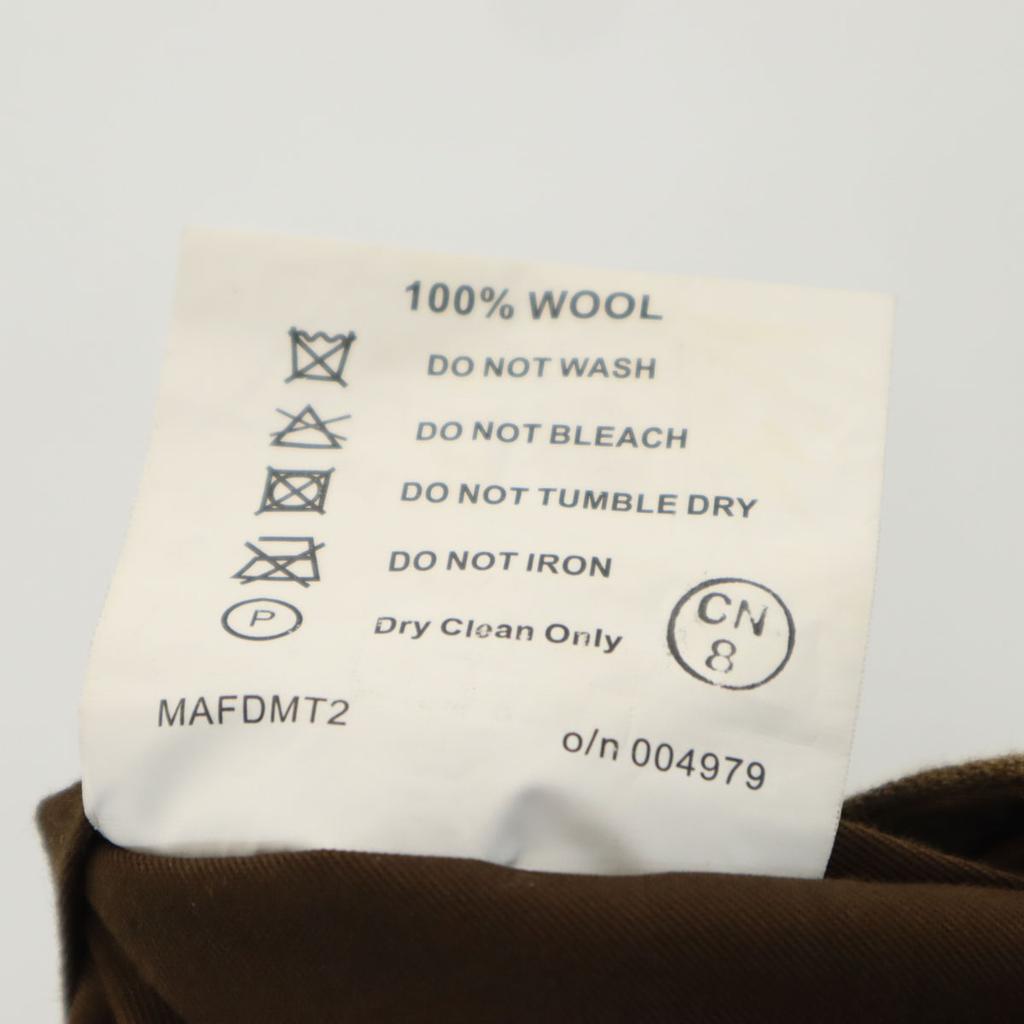 100% WOOL
DO NOT WASH
DO NOT BLEACH
DO NOT TUMBLE DRY
DO NOT IRON
P
Dry Clean Only
CN
8
MAFDMT2
o/n 004979